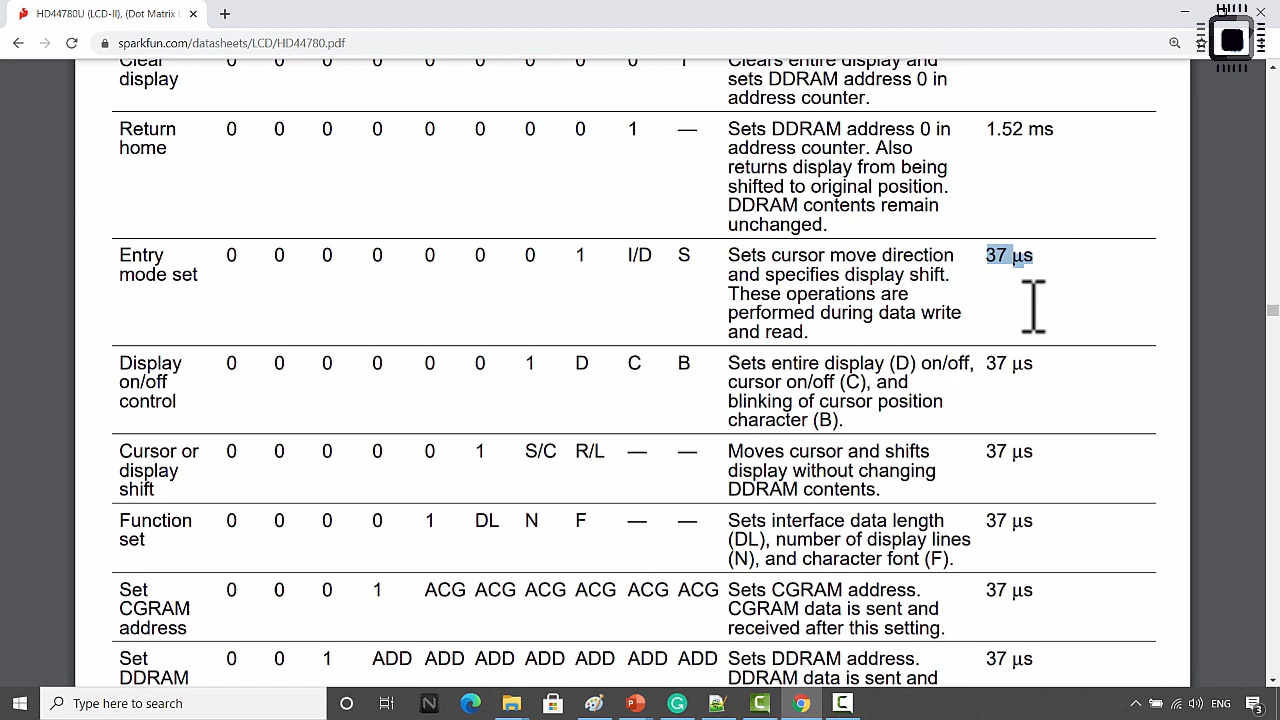 HD44780U (LCD-II), (Dot Matrix L
sparkfun.com/datasheets/LCD/HD44780.pdf
Clear 0 0 0 0 0 0 0 0 0 1 Clears entire display and
display sets DDRAM address 0 in
address counter.
Return 0 0 0 0 0 0 0 0 1 — Sets DDRAM address 0 in 1.52 ms
home address counter. Also
returns display from being
shifted to original position.
DDRAM contents remain
unchanged.
Entry 0 0 0 0 0 0 0 1 I/D S Sets cursor move direction 37 µs
mode set and specifies display shift.
These operations are
performed during data write
and read.
Display 0 0 0 0 0 0 1 D C B Sets entire display (D) on/off, 37 µs
on/off cursor on/off (C), and
control blinking of cursor position
character (B).
Cursor or 0 0 0 0 0 1 S/C R/L — — Moves cursor and shifts 37 µs
display display without changing
shift DDRAM contents.
Function 0 0 0 0 1 DL N F — — Sets interface data length 37 µs
set (DL), number of display lines
(N), and character font (F).
Set 0 0 0 1 ACG ACG ACG ACG ACG ACG Sets CGRAM address. 37 µs
CGRAM CGRAM data is sent and
address received after this setting.
Set 0 0 1 ADD ADD ADD ADD ADD ADD ADD Sets DDRAM address. 37 µs
DDRAM DDRAM data is sent and
Type here to search
ENG
3